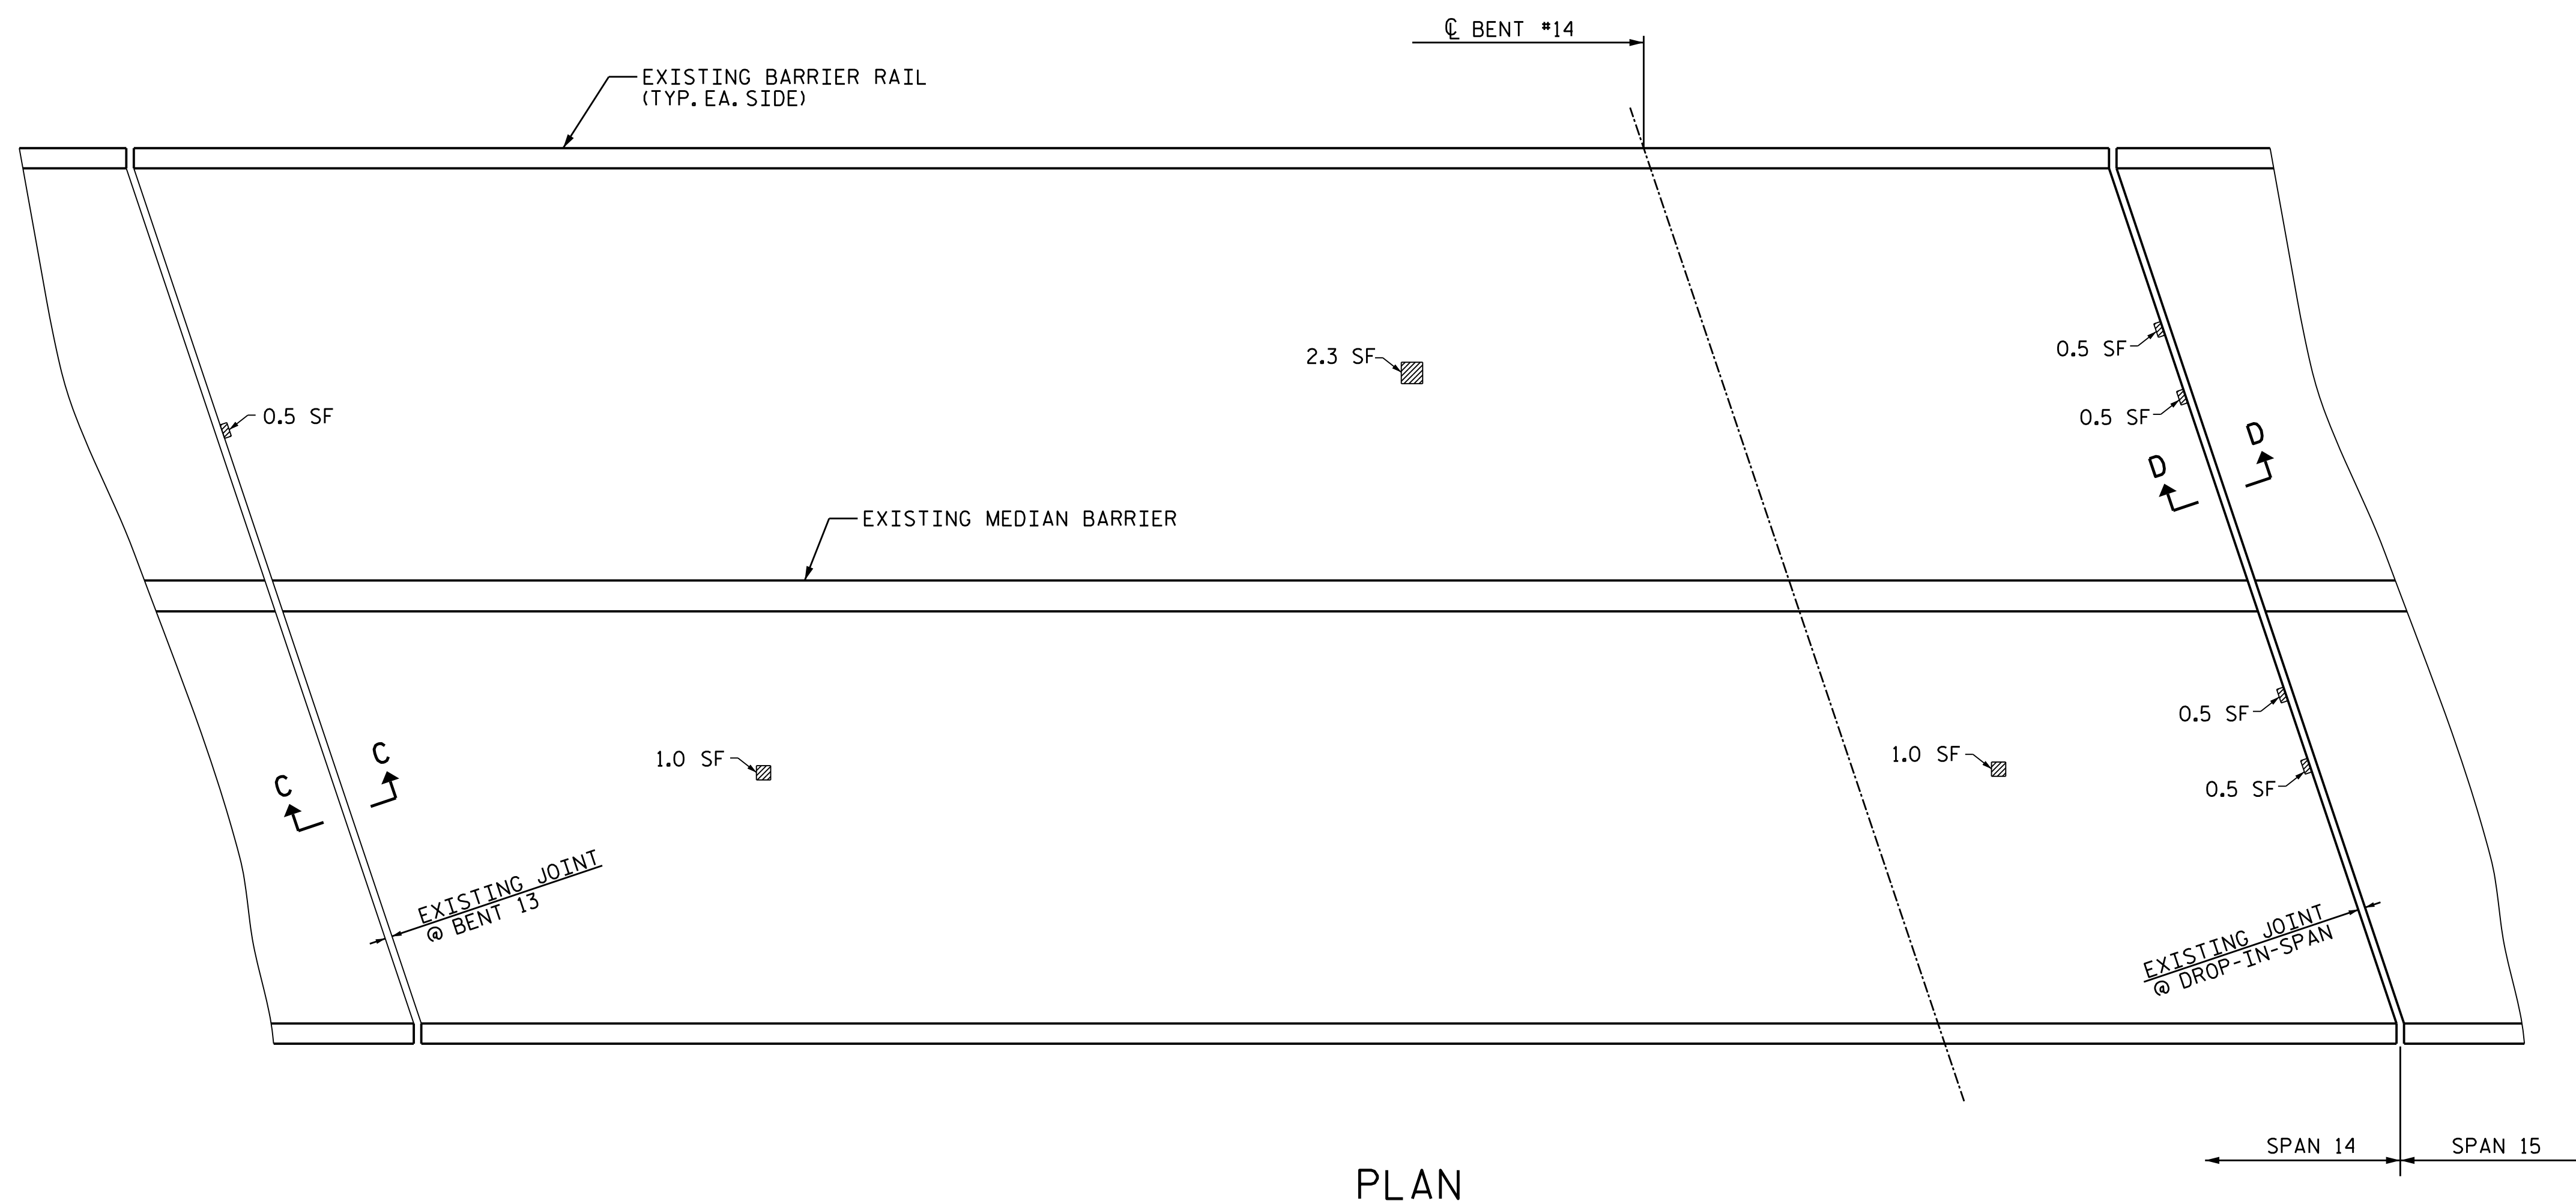 ℄ BENT #14
EXISTING BARRIER RAIL
(TYP. EA. SIDE)
2.3 SF
0.5 SF
0.5 SF
0.5 SF
D
D
EXISTING MEDIAN BARRIER
0.5 SF
1.0 SF
1.0 SF
0.5 SF
C
C
EXISTING JOINT
@ BENT 13
EXISTING JOINT
@ DROP-IN-SPAN
SPAN 14
SPAN 15
PLAN